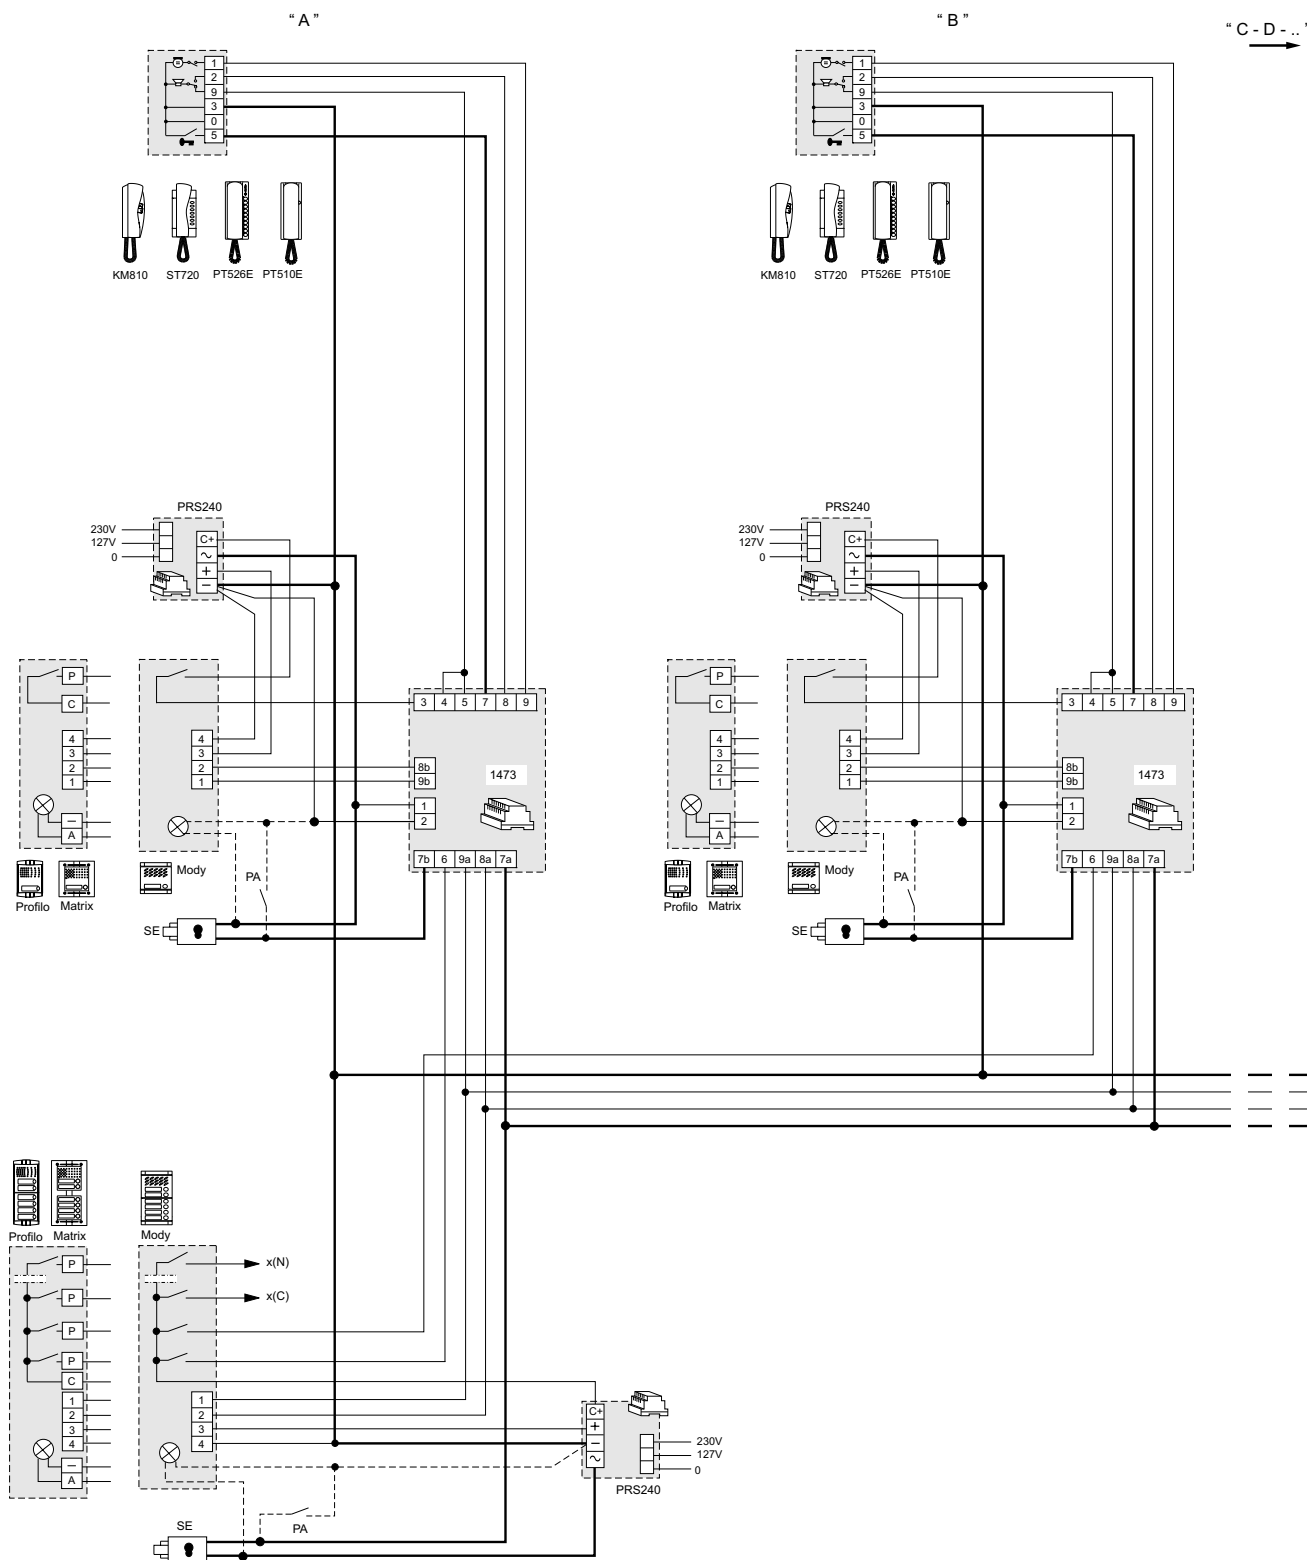 “ A ”
“ B ”
“ C - D - .. ”
1
2
9
3
0
5
1
2
9
3
0
5
KM810 ST720 PT526E PT510E
KM810 ST720 PT526E PT510E
PRS240
230V
127V
0
C+
~
+
–
PRS240
230V
127V
0
C+
~
+
–
P
C
4
3
2
1
–
A
4
3
2
1
3 4 5 7 8 9
8b
9b
1
2
1473
7b 6 9a 8a 7a
Profilo Matrix
Mody
PA
SE
P
C
4
3
2
1
–
A
4
3
2
1
3 4 5 7 8 9
8b
9b
1
2
1473
7b 6 9a 8a 7a
Profilo Matrix
Mody
PA
SE
Profilo Matrix
Mody
P
P
P
P
C
1
2
3
4
–
A
x(N)
x(C)
1
2
3
4
C+
+
–
~
230V
127V
0
PRS240
PA
SE